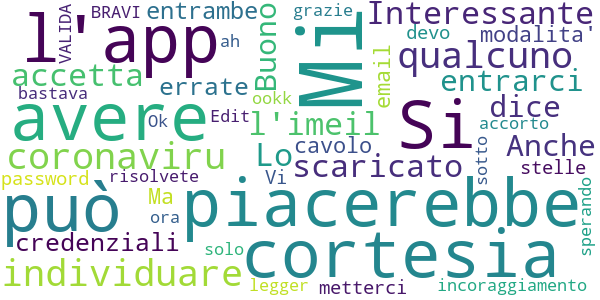 l'app
VALIDA
BRAVI
entrambe
grazie
Interessante
ah
Buono
Mi
devo
modalita'
accetta
errate
email
qualcuno
entrarci
bastava
ookk
avere
Ok
Edit
l'imeil
Si
dice
accorto
coronaviru
Lo
cavolo
Anche
scaricato
sotto
stelle
password
risolvete
Ma
Vi
può
piacerebbe
ora
credenziali
solo
cortesia
sperando
individuare
legger
metterci
incoraggiamento